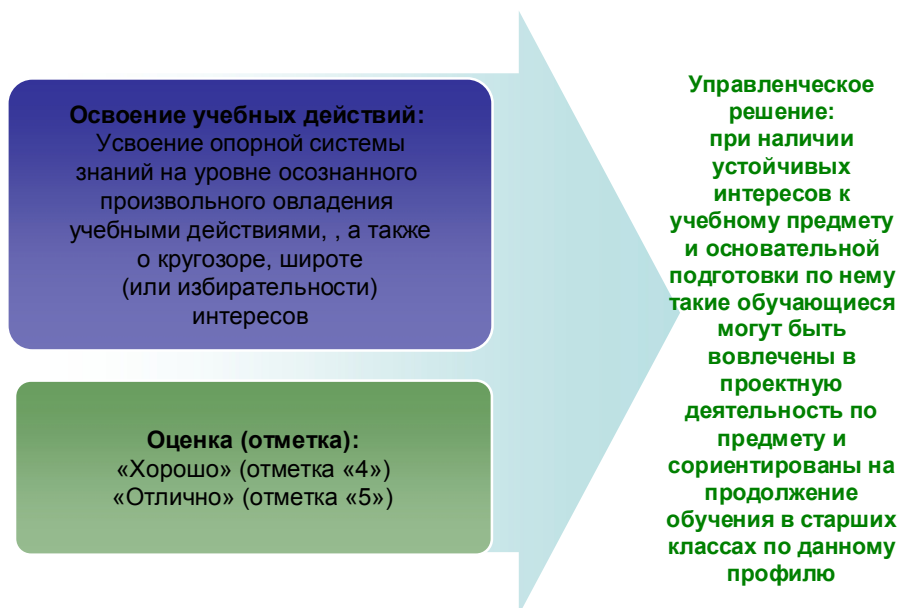 Освоение учебных действий:
Усвоение опорной системы
знаний на уровне осознанного
произвольного овладения
учебными действиями, , а также
о кругозоре, широте
(или избирательности)
интересов
Оценка (отметка):
«Хорошо» (отметка «4»)
«Отлично» (отметка «5»)
Управленческое
решение:
при наличии
устойчивых
интересов к
учебному предмету
и основательной
подготовки по нему
такие обучающиеся
могут быть
вовлечены в
проектную
деятельность по
предмету и
сориентированы на
продолжение
обучения в старших
классах по данному
профилю